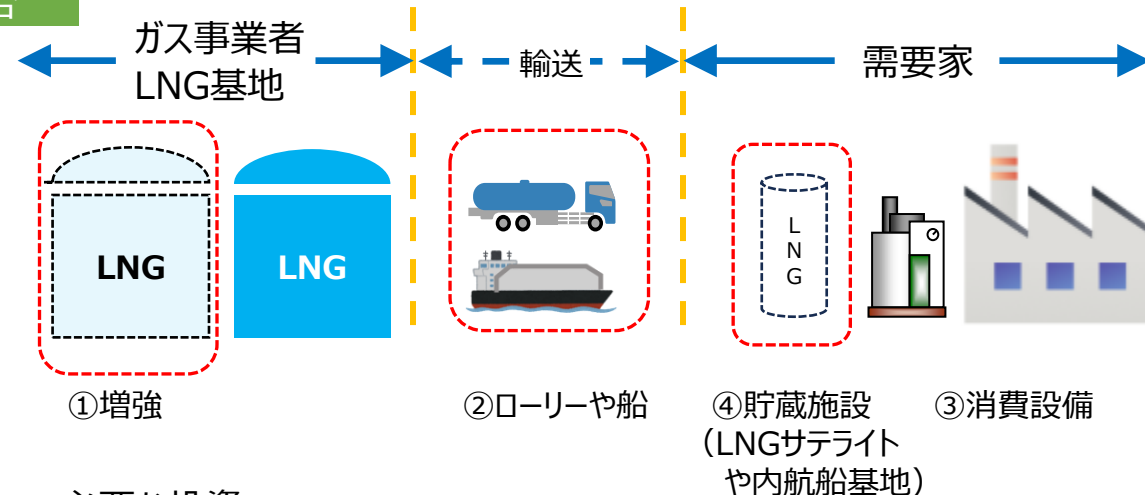 ガス事業者
LNG基地
輸送
需要家
LNG
LNG
LNG
①増強
②ローリーや船
④貯蔵施設
（LNGサテライト
や内航船基地）
③消費設備